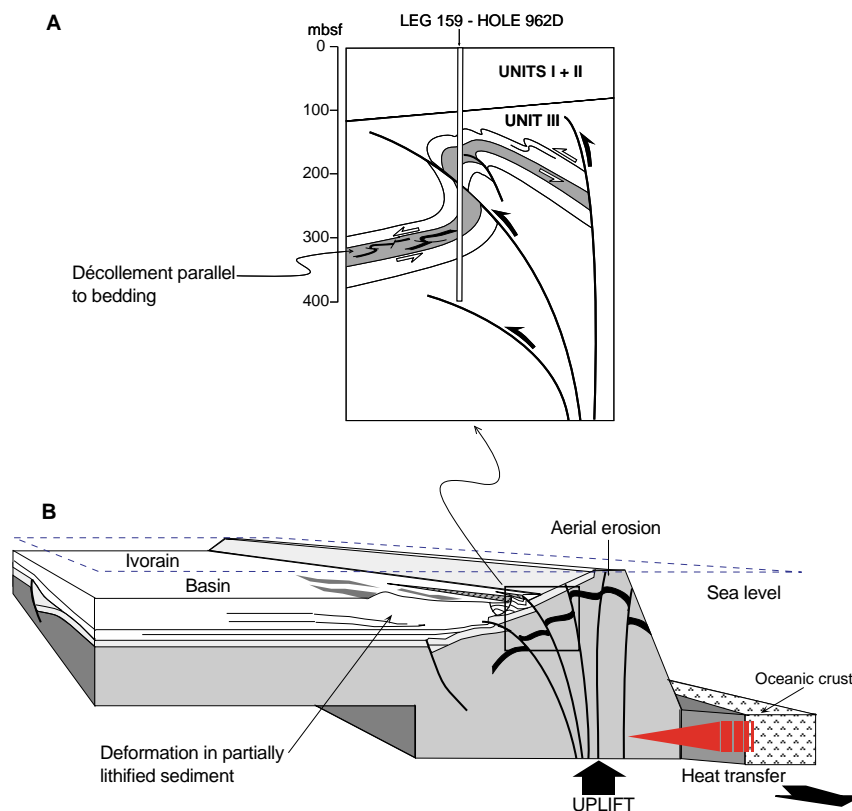 A
LEG 159 - HOLE 962D
mbsf
0
UNITS I + II
100
UNIT III
200
300
Décollement parallel
to bedding
400
B
Aerial erosion
Ivorain
Basin
Sea level
Oceanic crust
Deformation in partially
lithified sediment
Heat transfer
UPLIFT